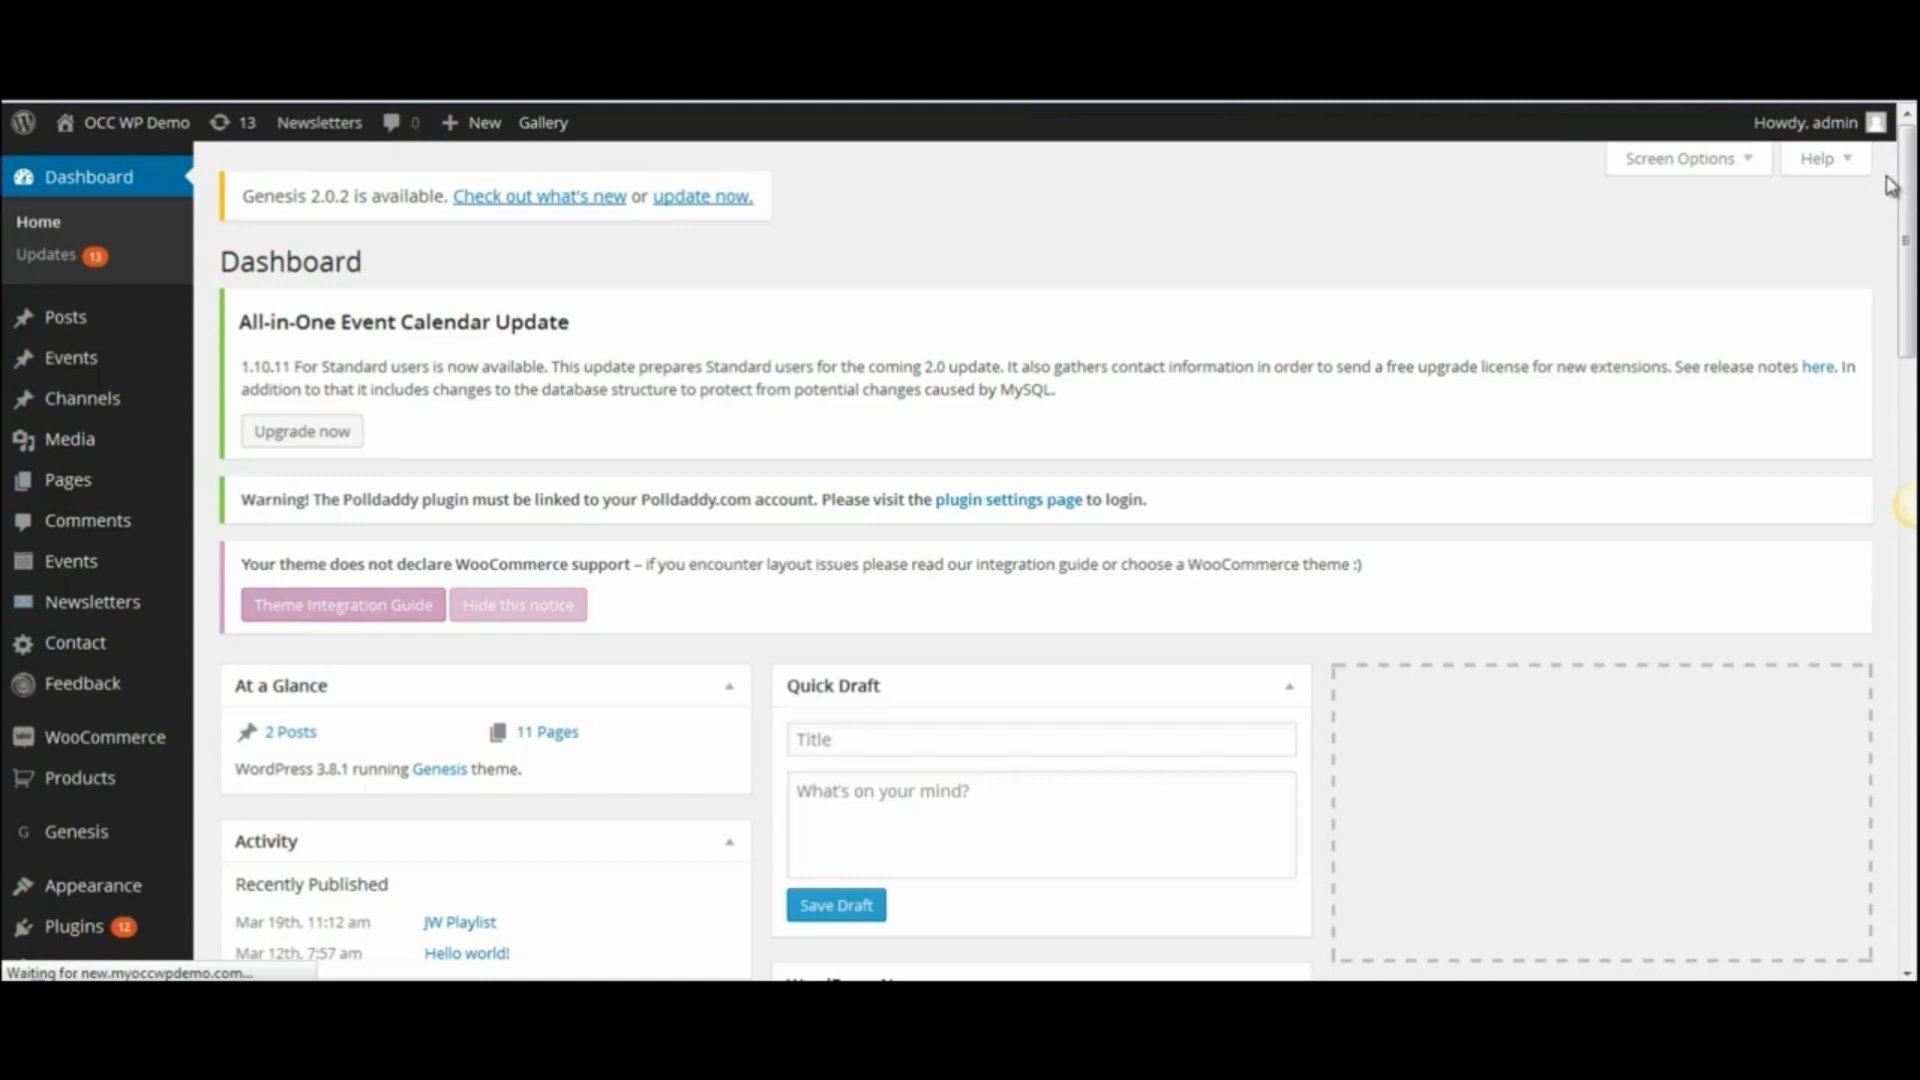 OCC WP Demo 13 Newsletters 0 New Gallery Howdy, admin
Screen Options Help
Dashboard
Home
Updates 13
Posts
Events
Channels
Media
Pages
Comments
Events
Newsletters
Contact
Feedback
WooCommerce
Products
G Genesis
Appearance
Plugins 12
Genesis 2.0.2 is available. Check out what's new or update now.
Dashboard
All-in-One Event Calendar Update
1.10.11 For Standard users is now available. This update prepares Standard users for the coming 2.0 update. It also gathers contact information in order to send a free upgrade license for new extensions. See release notes here. In
addition to that it includes changes to the database structure to protect from potential changes caused by MySQL.
Upgrade now
Warning! The Polldaddy plugin must be linked to your Polldaddy.com account. Please visit the plugin settings page to login.
Your theme does not declare WooCommerce support – if you encounter layout issues please read our integration guide or choose a WooCommerce theme :)
Theme Integration Guide Hide this notice
At a Glance
2 Posts 11 Pages
WordPress 3.8.1 running Genesis theme.
Activity
Recently Published
Mar 19th, 11:12 am JW Playlist
Mar 12th, 7:57 am Hello world!
Quick Draft
Title
What's on your mind?
Save Draft
Waiting for new.myoccwpdemo.com...